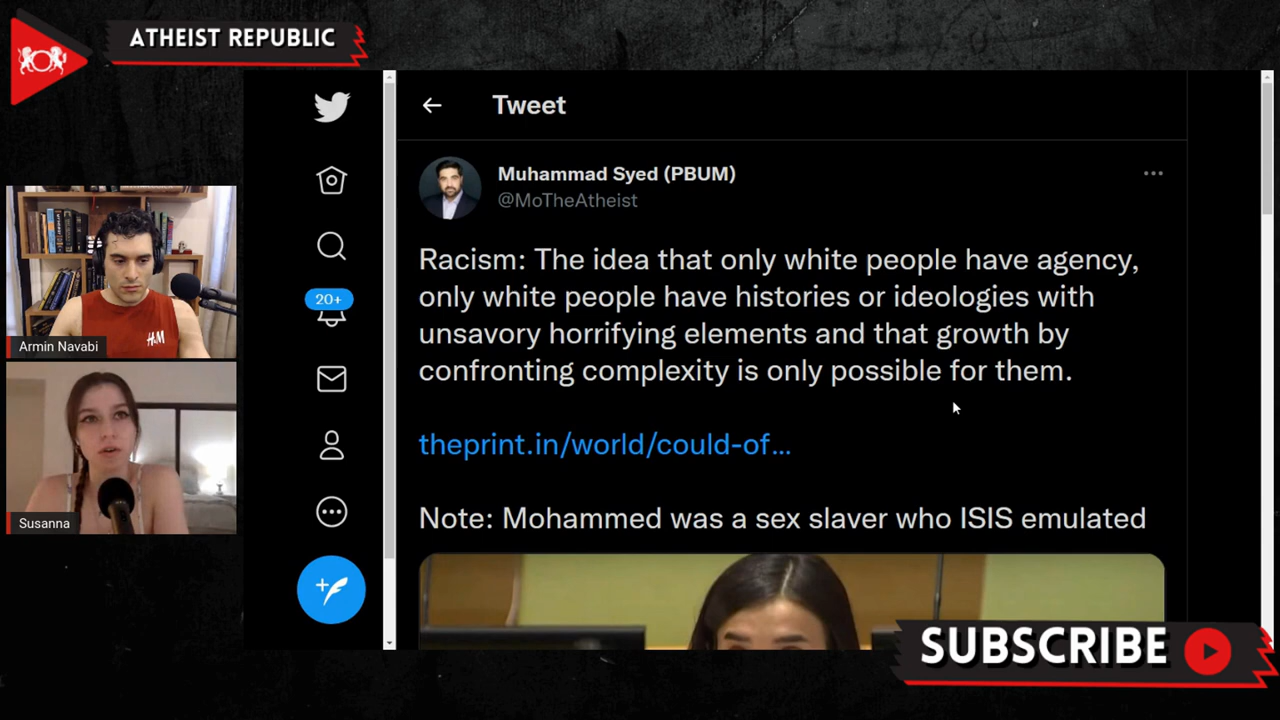 ATHEIST REPUBLIC
Tweet
Muhammad Syed (PBUM)
@MoTheAtheist
Racism: The idea that only white people have agency,
only white people have histories or ideologies with
unsavory horrifying elements and that growth by
confronting complexity is only possible for them.
theprint.in/world/could-of...
Note: Mohammed was a sex slaver who ISIS emulated
20+
H&M
Armin Navabi
Susanna
SUBSCRIBE